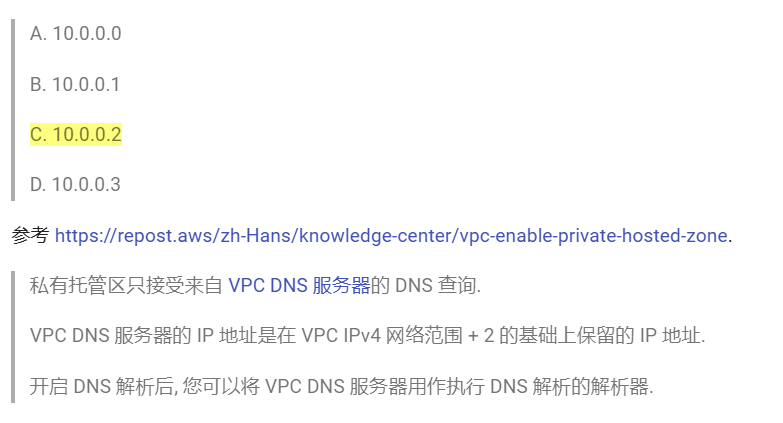 A. 10.0.0.0
B. 10.0.0.1
C. 10.0.0.2
D. 10.0.0.3
参考 https://repost.aws/zh-Hans/knowledge-center/vpc-enable-private-hosted-zone.
私有托管区只接受来自 VPC DNS 服务器的 DNS 查询.
VPC DNS 服务器的 IP 地址是在 VPC IPv4 网络范围 + 2 的基础上保留的 IP 地址.
开启 DNS 解析后, 您可以将 VPC DNS 服务器用作执行 DNS 解析的解析器.